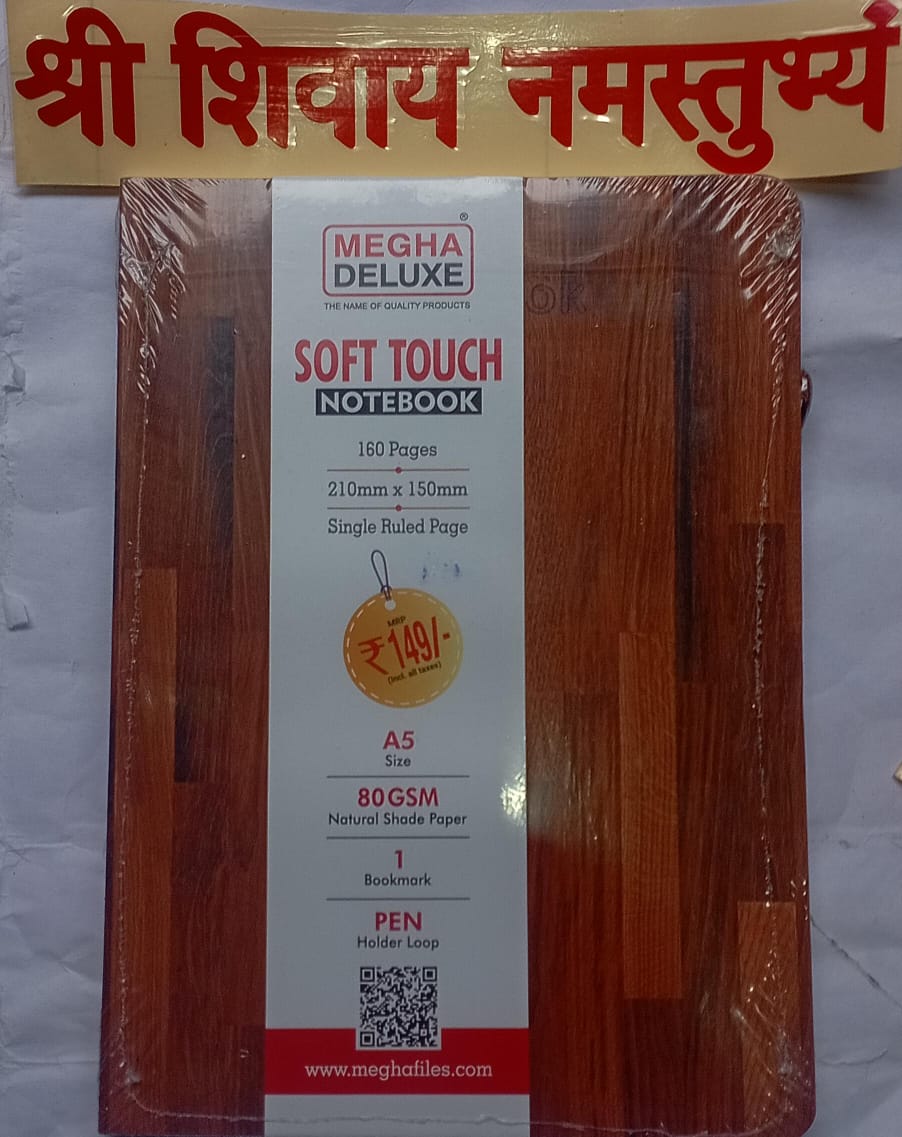 श्री शिवाय नमस्तुभ्यं
®
MEGHA
DELUXE
THE NAME OF QUALITY PRODUCTS
SOFT TOUCH
NOTEBOOK
160 Pages
210mm x 150mm
Single Ruled Page
MRP
₹149/-
(Incl. all taxes)
A5
Size
80GSM
Natural Shade Paper
1
Bookmark
PEN
Holder Loop
www.meghafiles.com